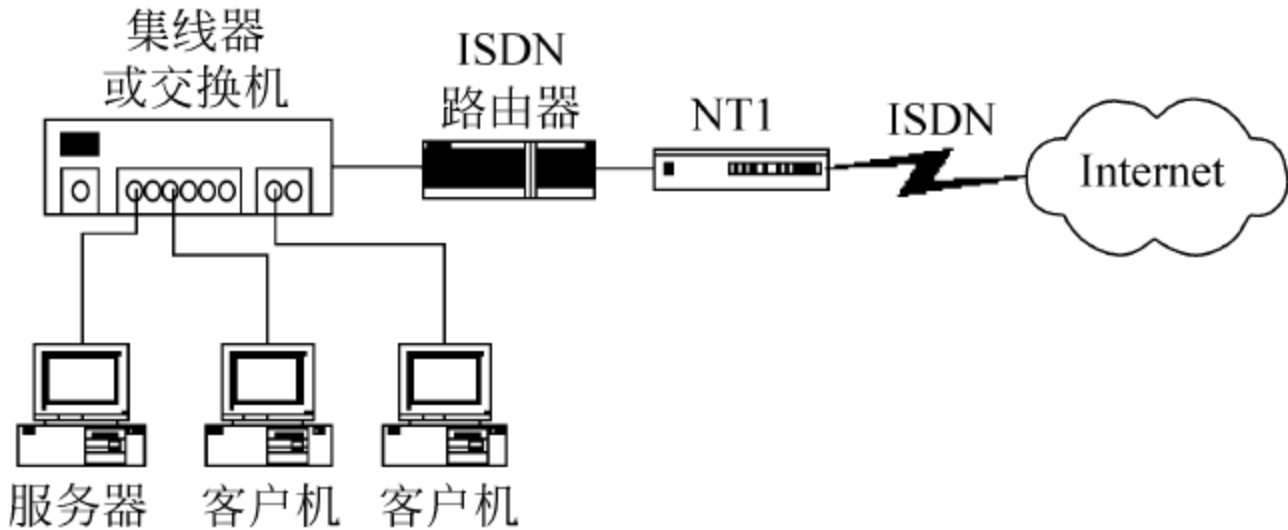 集线器
或交换机
ISDN
路由器
NT1
ISDN
Internet
服务器
客户机
客户机